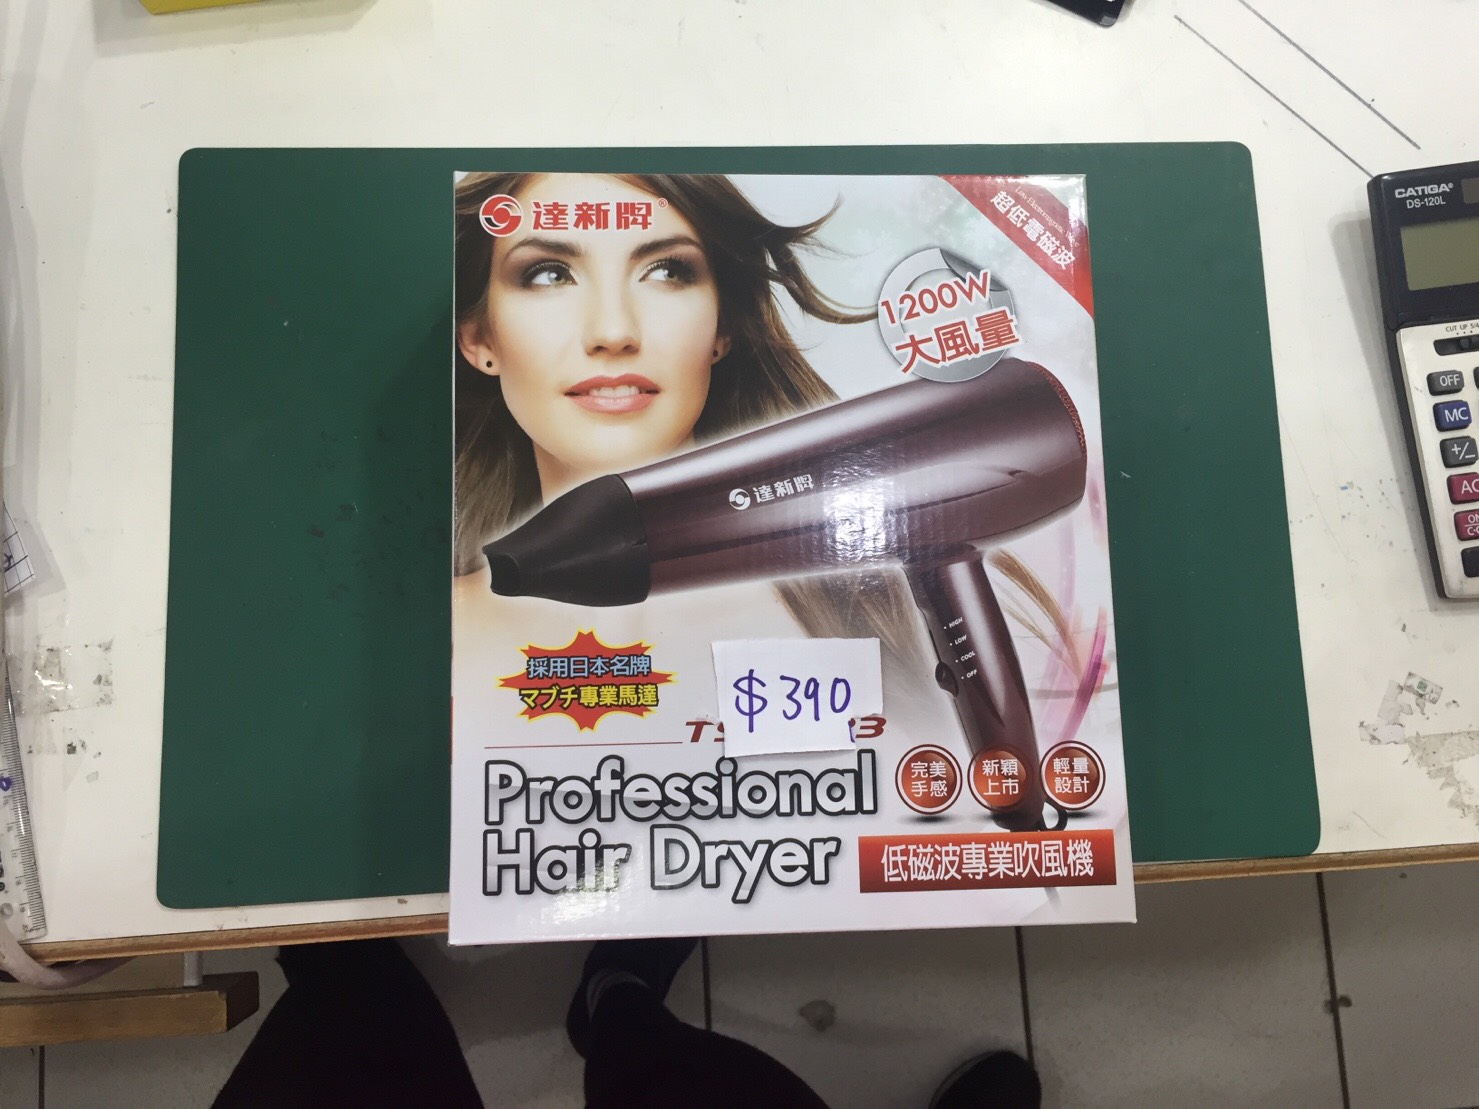 達新牌®
超低電磁波
1200W
大風量
達新牌
HIGH
LOW
COOL
OFF
採用日本名牌
マブチ專業馬達
$390
Professional
Hair Dryer
完美
手感
新穎
上市
輕量
設計
低磁波專業吹風機
CATIGA®
DS-120L
OFF
MC
+/−